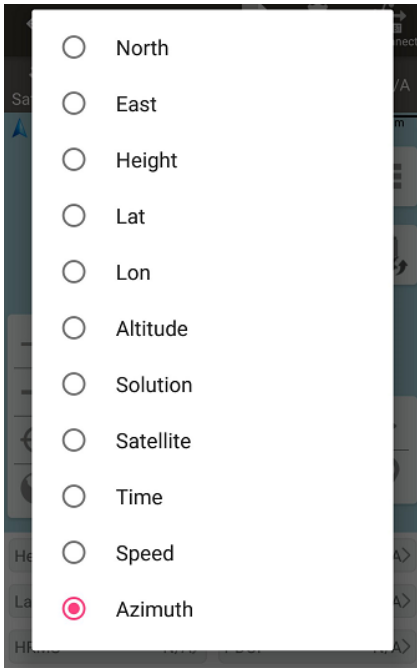 North
East
Height
Lat
Lon
Altitude
Solution
Satellite
Time
Speed
Azimuth